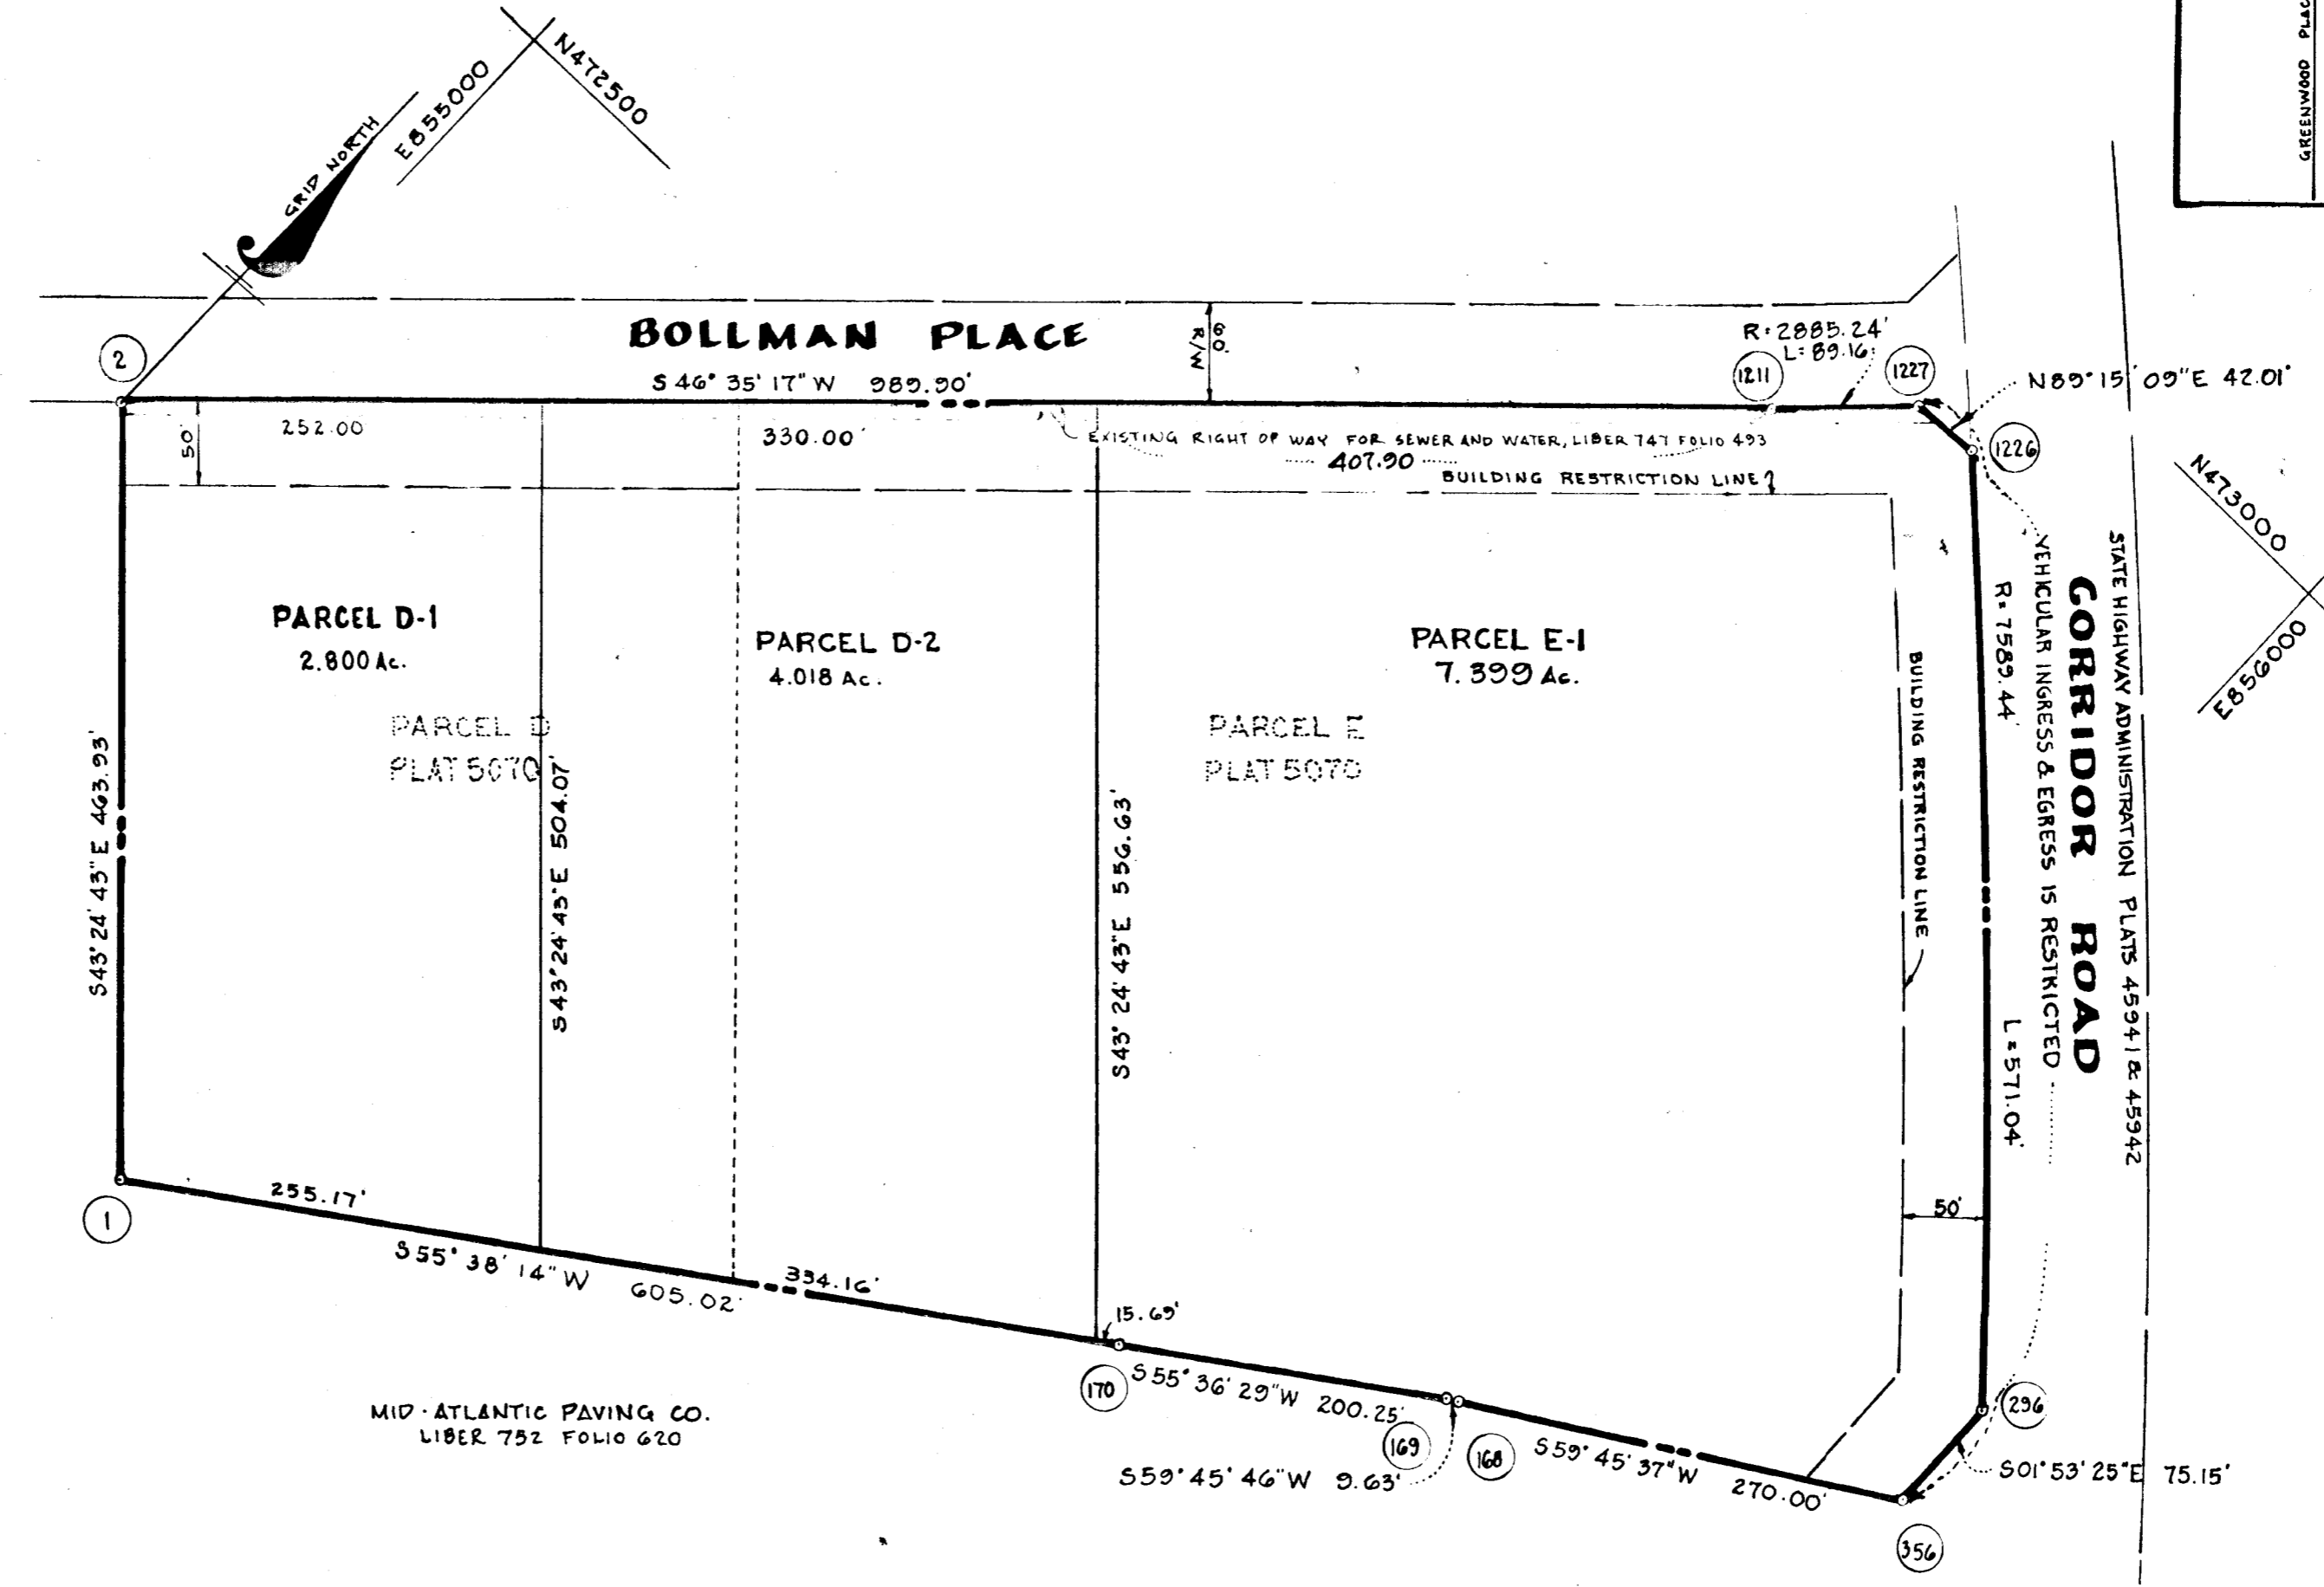 GREENWOOD PLAC
N472500
E855000
GRID NORTH
BOLLMAN PLACE
60'
R/W
R=2885.24'
L=89.16'
2
S 46° 35' 17" W 989.90'
1211
1227
N89°15'09"E 42.01'
252.00
330.00'
50'
EXISTING RIGHT OF WAY FOR SEWER AND WATER, LIBER 747 FOLIO 493
407.90
BUILDING RESTRICTION LINE
1226
N473000
E856000
PARCEL D-1
2.800 Ac.
PARCEL D-2
4.018 Ac.
PARCEL E-1
7.399 Ac.
PARCEL D
PLAT 5070
PARCEL E
PLAT 5070
S43°24'43"E 463.93'
S43°24'43"E 504.07'
S43°24'43"E 556.63'
BUILDING RESTRICTION LINE
R=7589.44'
L=571.04'
VEHICULAR INGRESS & EGRESS IS RESTRICTED
CORRIDOR ROAD
STATE HIGHWAY ADMINISTRATION PLATS 45941 & 45942
1
255.17'
S55° 38' 14" W 605.02'
334.16'
15.69'
50'
170
S55° 36' 29" W 200.25'
169
168
S59° 45' 37" W 270.00'
296
S59° 45' 46" W 9.63'
S01° 53' 25" E 75.15'
356
MID-ATLANTIC PAVING CO.
LIBER 752 FOLIO 620